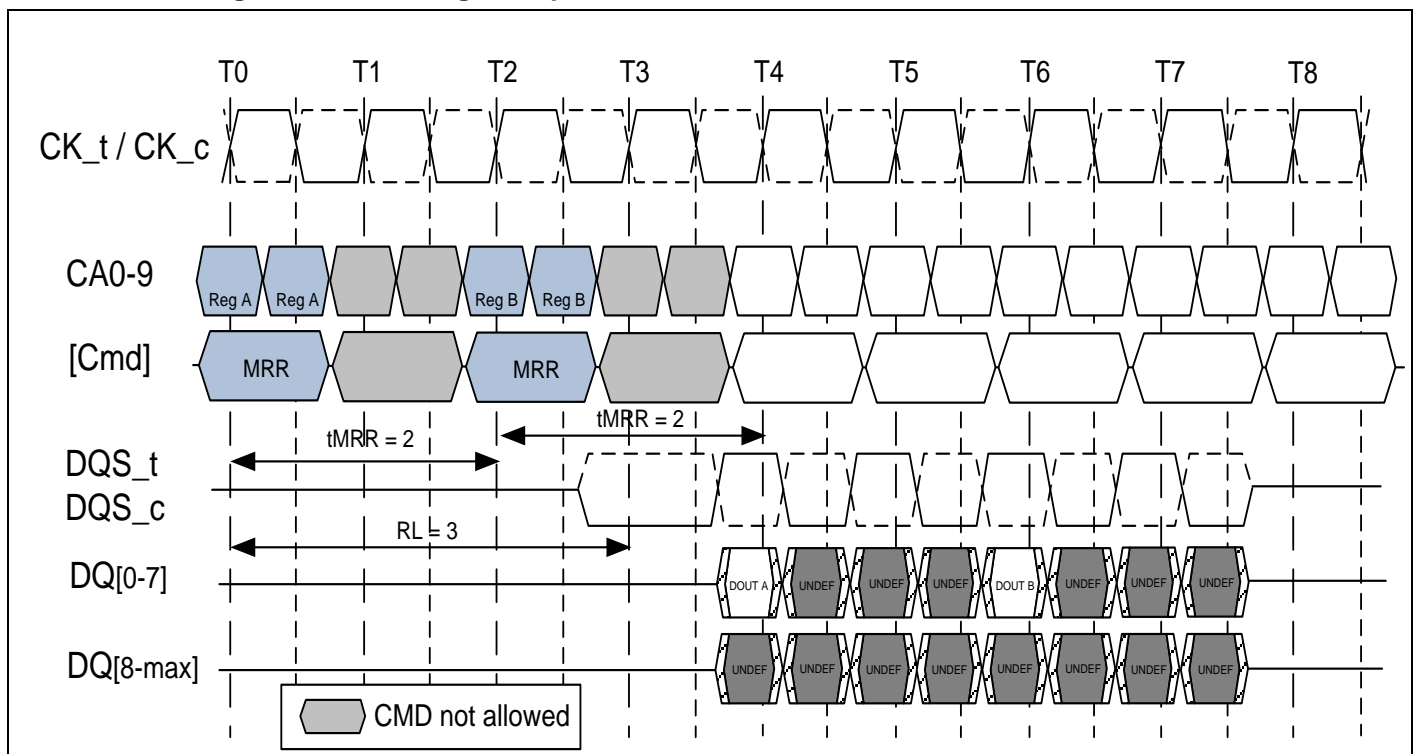 T0 T1 T2 T3 T4 T5 T6 T7 T8
CK_t / CK_c
CA0-9
Reg A Reg A Reg B Reg B
[Cmd]
MRR MRR
tMRR = 2 tMRR = 2
DQS_t
DQS_c
RL = 3
DQ[0-7]
DOUT A UNDEF UNDEF UNDEF DOUT B UNDEF UNDEF UNDEF
DQ[8-max]
UNDEF UNDEF UNDEF UNDEF UNDEF UNDEF UNDEF UNDEF
CMD not allowed